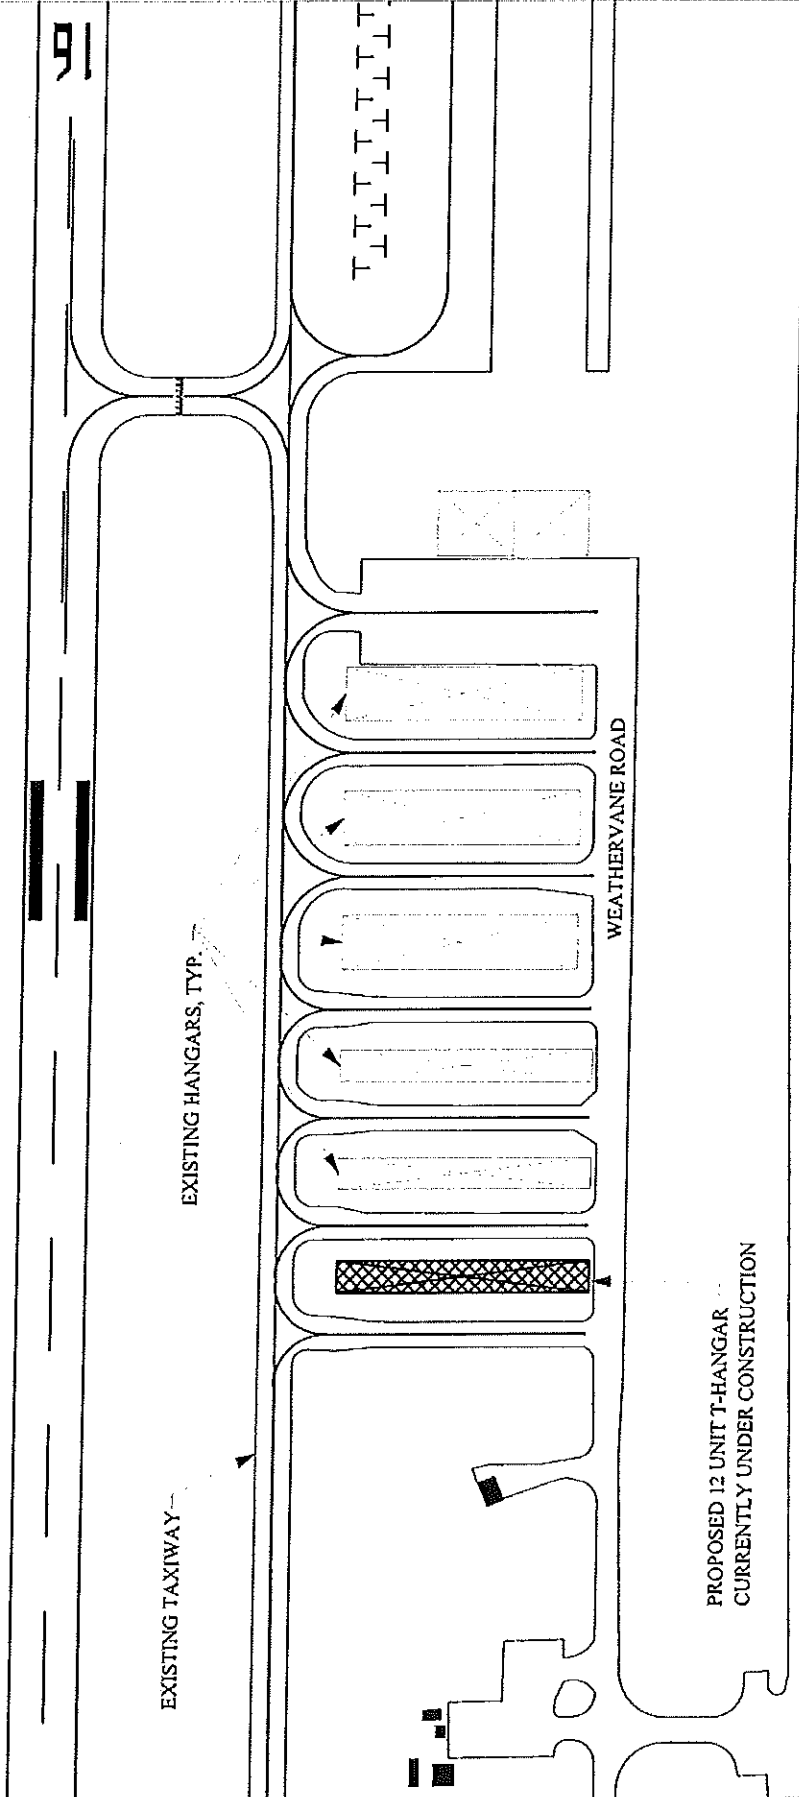 16
EXISTING HANGARS, TYP.
WEATHERVANE ROAD
EXISTING TAXIWAY
PROPOSED 12 UNIT T-HANGAR
CURRENTLY UNDER CONSTRUCTION